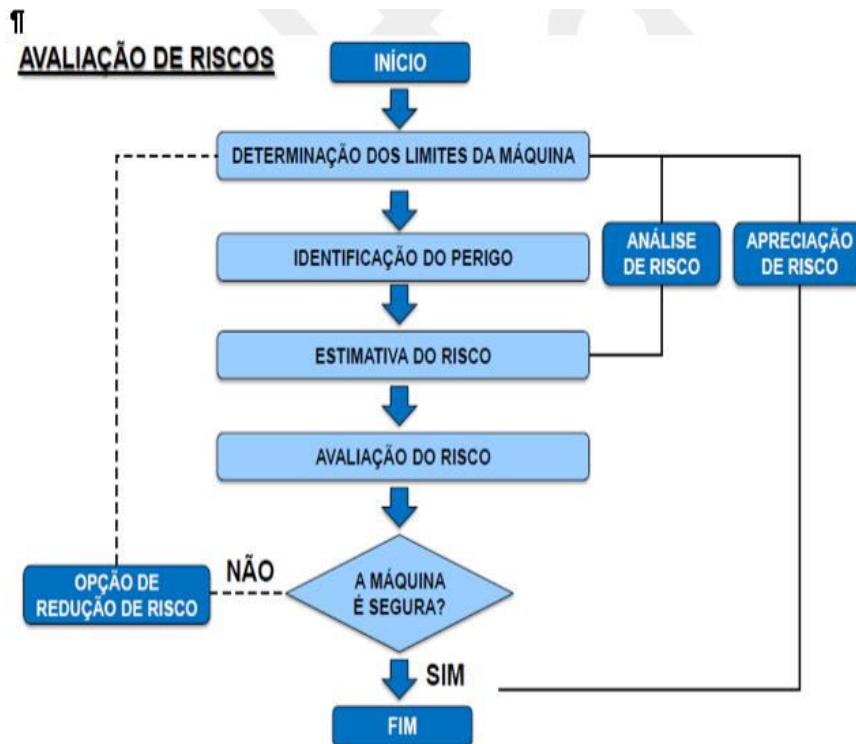 ¶
AVALIAÇÃO DE RISCOS
INÍCIO
DETERMINAÇÃO DOS LIMITES DA MÁQUINA
IDENTIFICAÇÃO DO PERIGO
ANÁLISE
DE RISCO
APRECIAÇÃO
DE RISCO
ESTIMATIVA DO RISCO
AVALIAÇÃO DO RISCO
A MÁQUINA
É SEGURA?
NÃO
OPÇÃO DE
REDUÇÃO DE RISCO
SIM
FIM